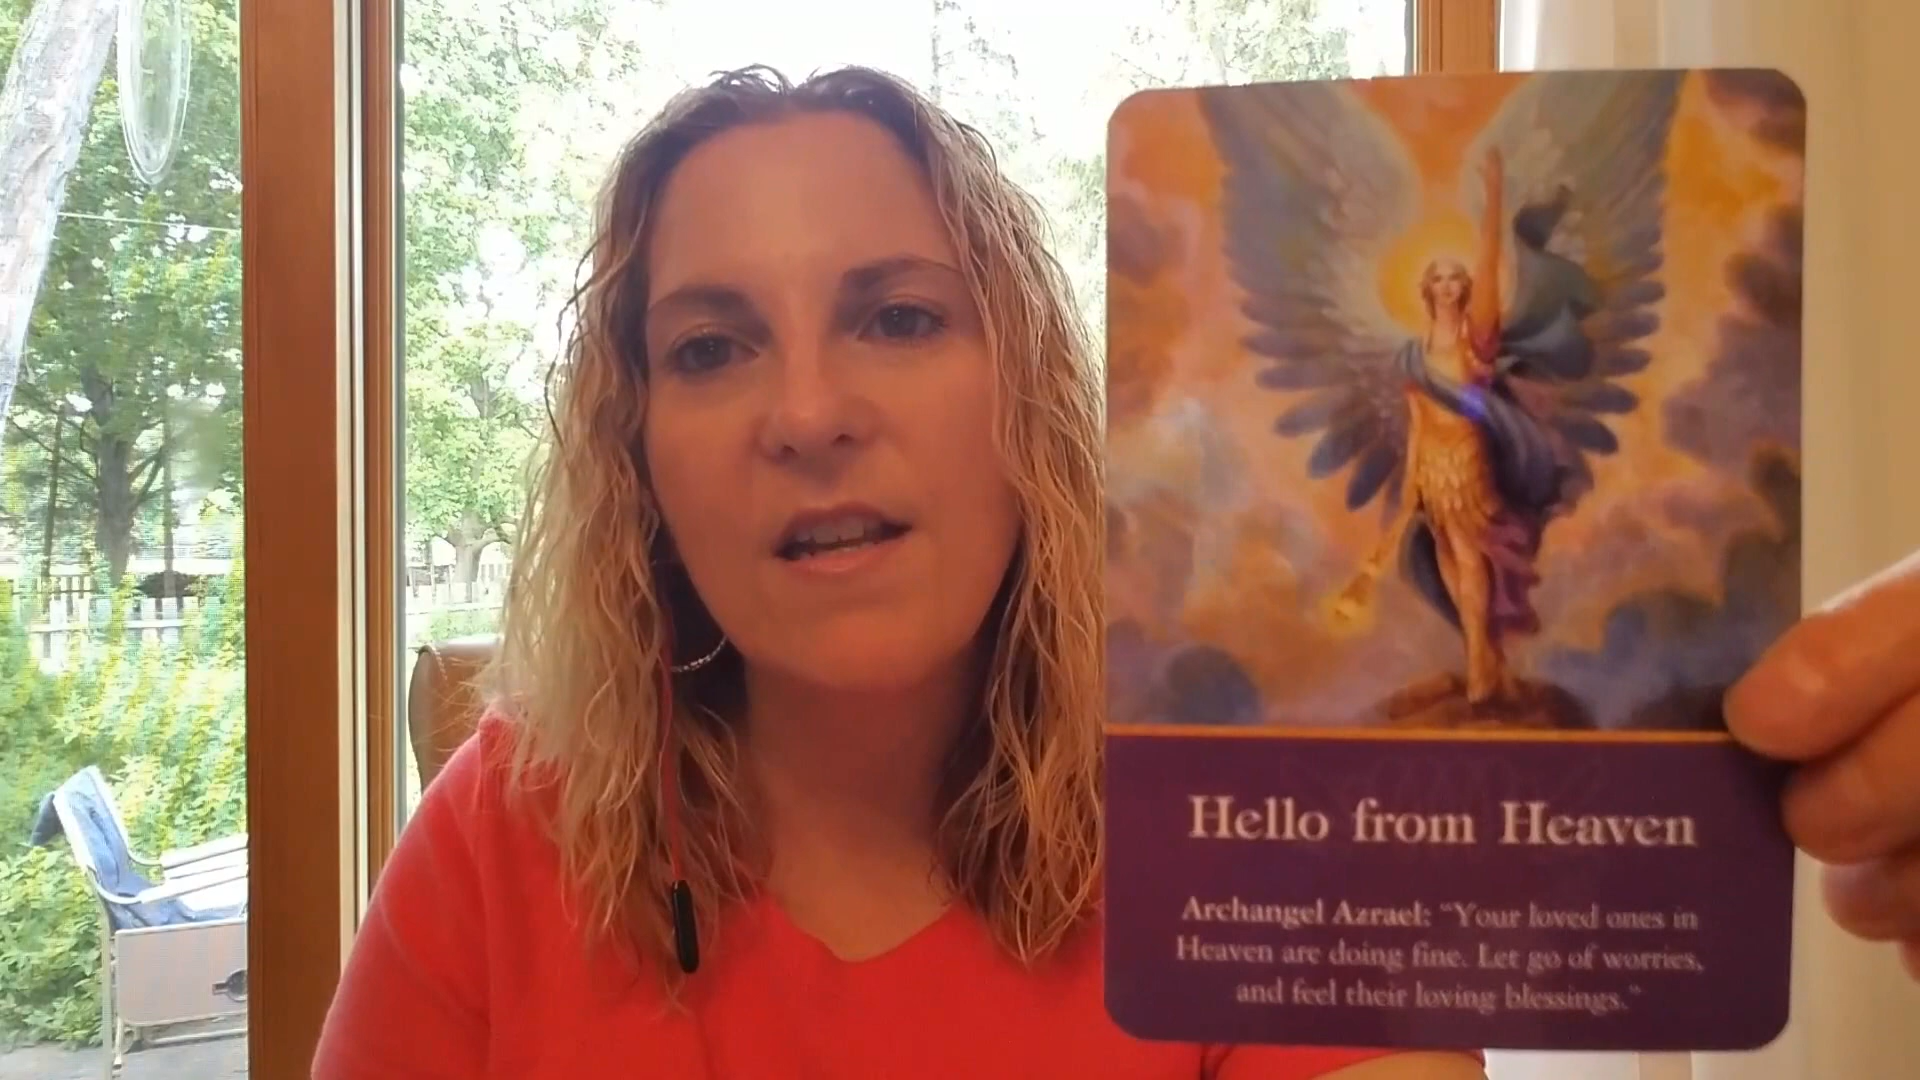 Hello from Heaven
Archangel Azrael: "Your loved ones in
Heaven are doing fine. Let go of worries,
and feel their loving blessings."